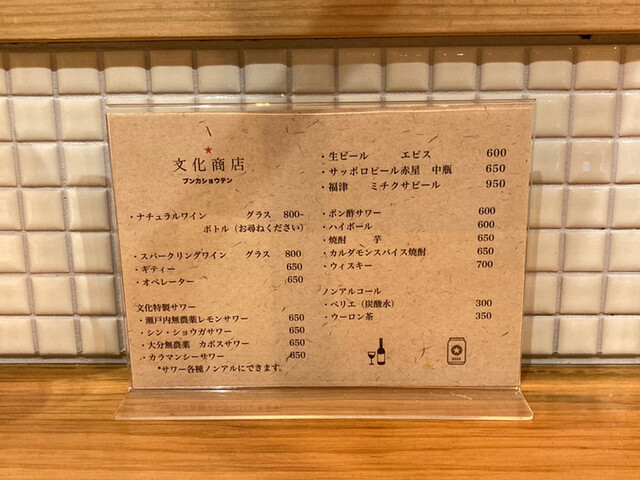 文化商店
ブンカショウテン
・ナチュラルワイン グラス 800~
ボトル（お尋ねください）
・スパークリングワイン グラス 800
・ギティー 650
・オペレーター 650
文化特製サワー
・瀬戸内無農薬レモンサワー 650
・シン・ショウガサワー 650
・大分無農薬 カボスサワー 650
・カラマンシーサワー 650
*サワー各種ノンアルにできます。
・生ビール エビス 600
・サッポロビール赤星 中瓶 650
・福津 ミチクサビール 950
・ポン酢サワー 600
・ハイボール 600
・焼酎 芋 650
・カルダモンスパイス焼酎 650
・ウィスキー 700
ノンアルコール
・ペリエ（炭酸水） 300
・ウーロン茶 350